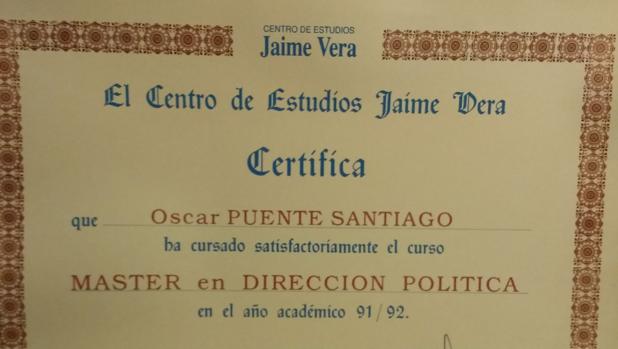 CENTRO DE ESTUDIOS
Jaime Vera
El Centro de Estudios Jaime Vera
Certifica
que Oscar PUENTE SANTIAGO
ha cursado satisfactoriamente el curso
MASTER en DIRECCION POLITICA
en el año académico 91/92.